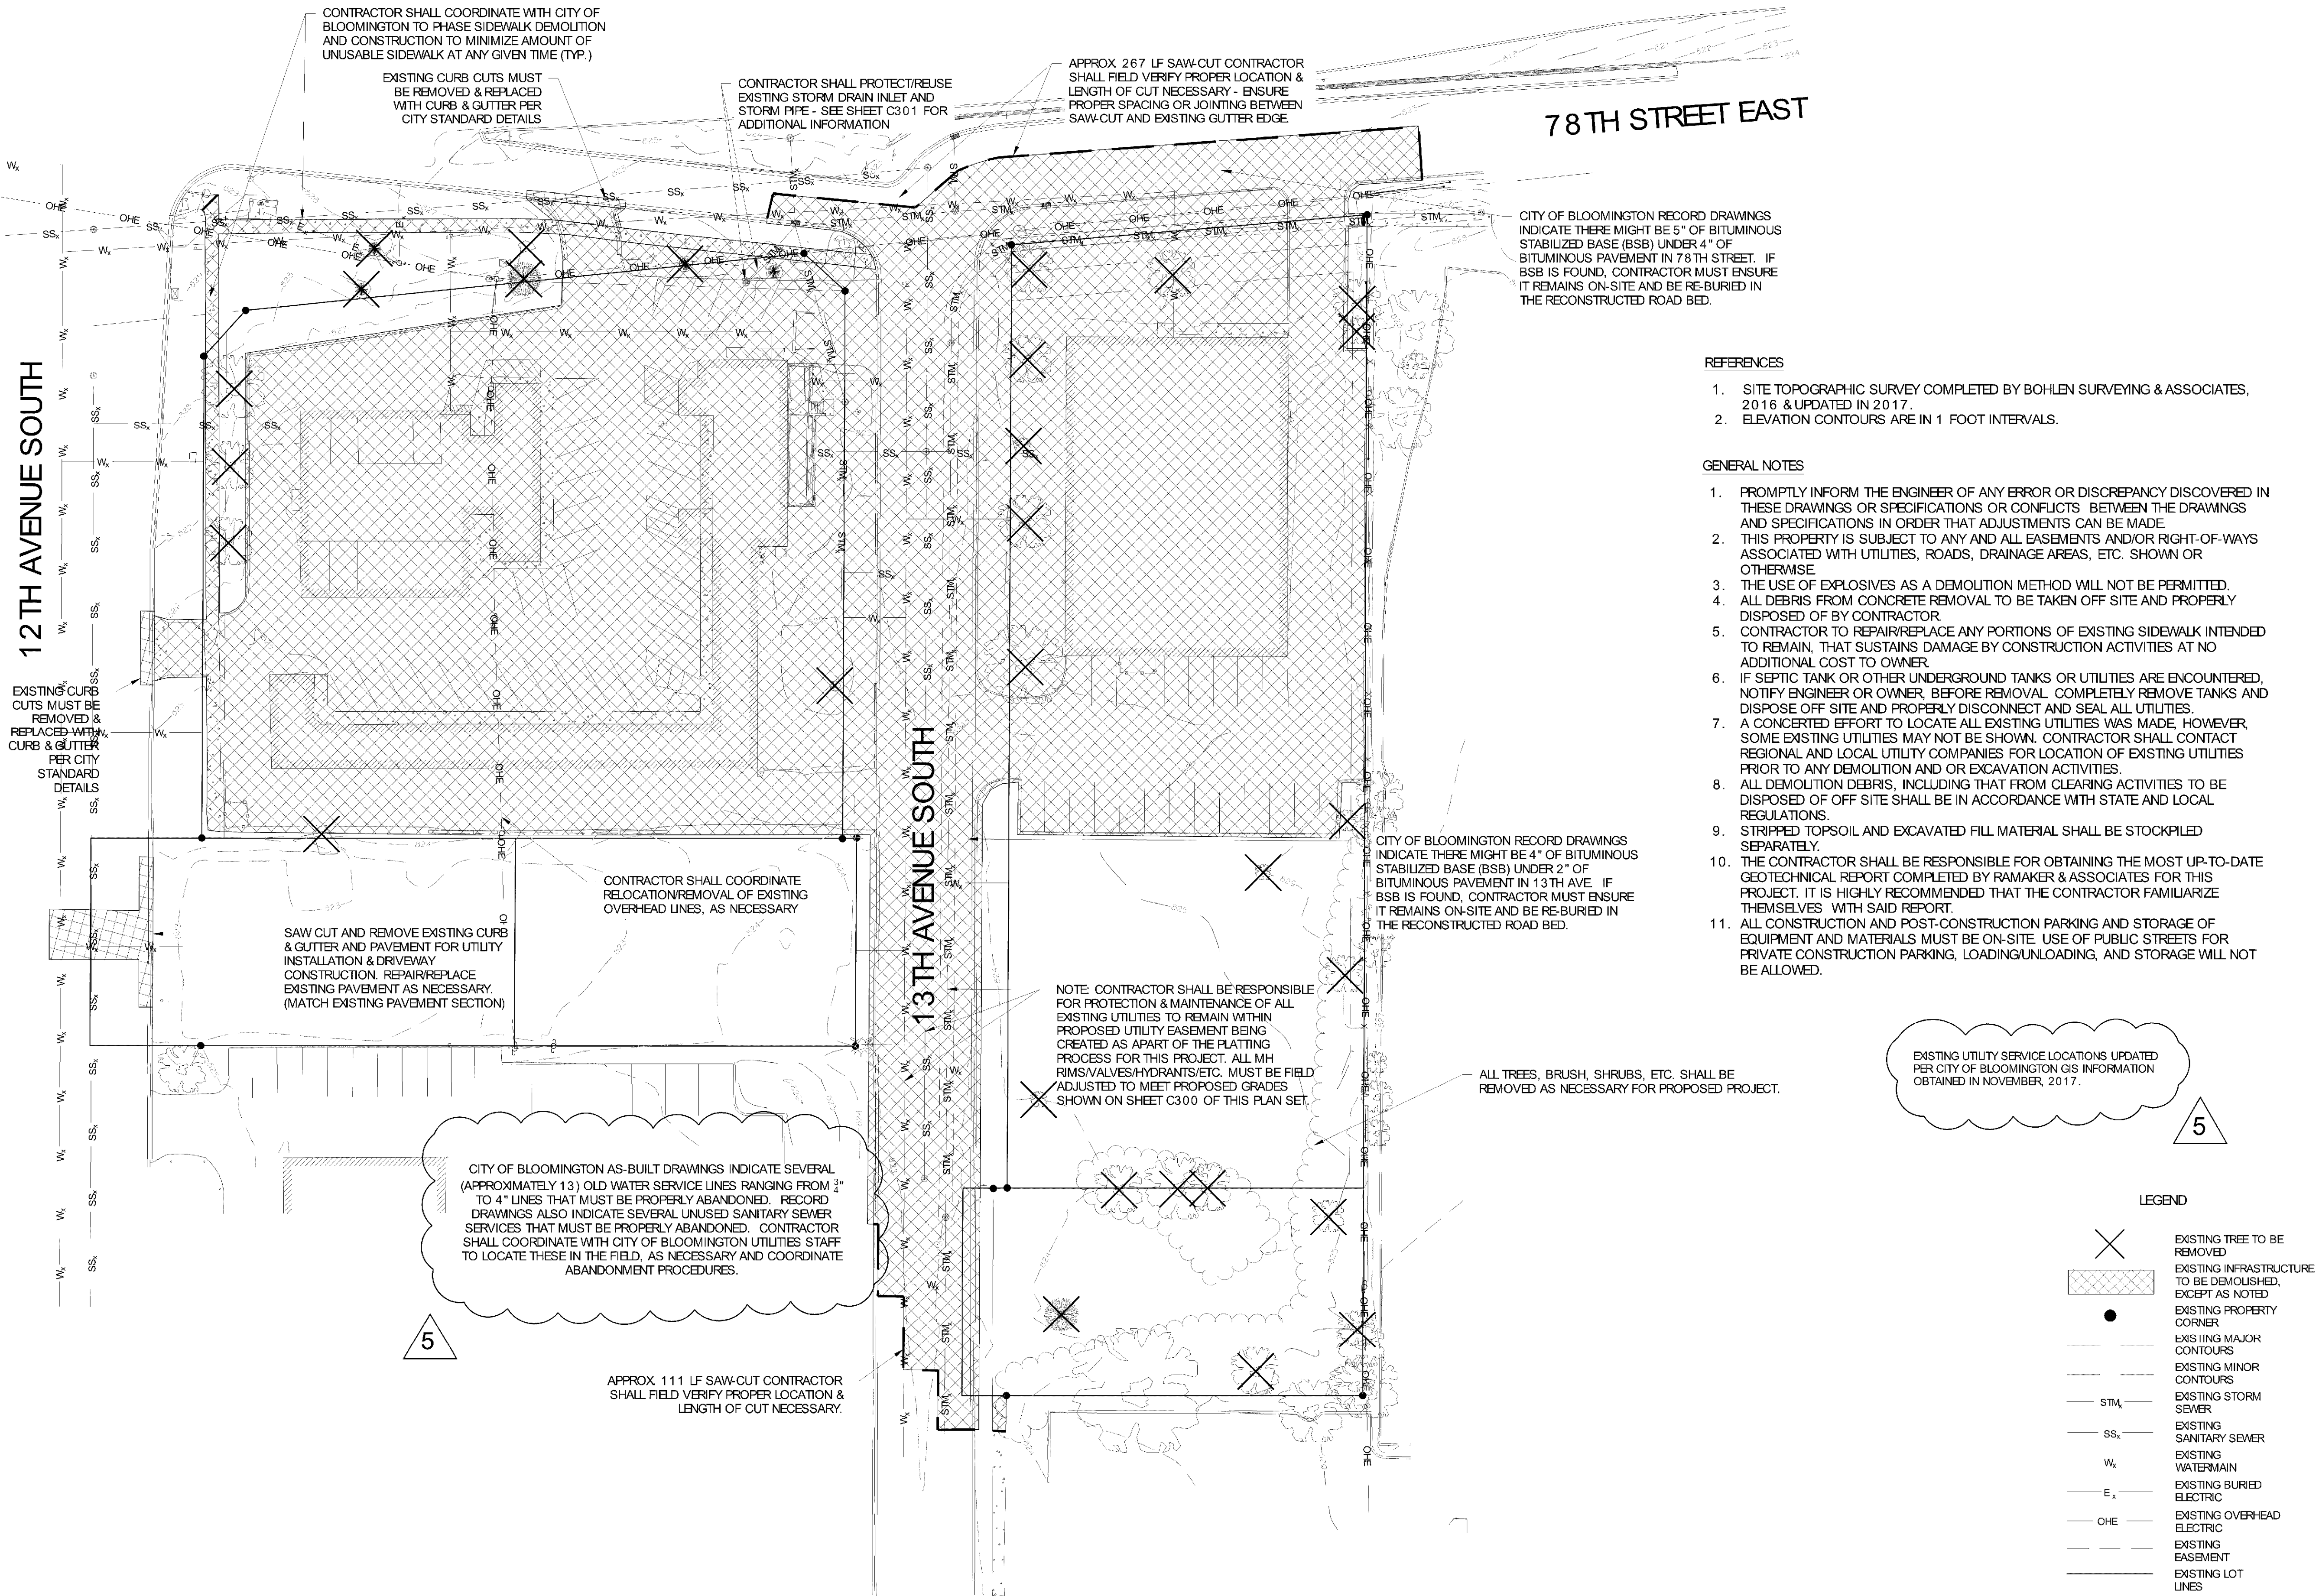 CONTRACTOR SHALL COORDINATE WITH CITY OF
BLOOMINGTON TO PHASE SIDEWALK DEMOLITION
AND CONSTRUCTION TO MINIMIZE AMOUNT OF
UNUSABLE SIDEWALK AT ANY GIVEN TIME (TYP.)
EXISTING CURB CUTS MUST
BE REMOVED & REPLACED
WITH CURB & GUTTER PER
CITY STANDARD DETAILS
CONTRACTOR SHALL PROTECT/REUSE
EXISTING STORM DRAIN INLET AND
STORM PIPE - SEE SHEET C301 FOR
ADDITIONAL INFORMATION
APPROX. 267 LF SAW-CUT CONTRACTOR
SHALL FIELD VERIFY PROPER LOCATION &
LENGTH OF CUT NECESSARY - ENSURE
PROPER SPACING OR JOINTING BETWEEN
SAW-CUT AND EXISTING GUTTER EDGE.
78TH STREET EAST
CITY OF BLOOMINGTON RECORD DRAWINGS
INDICATE THERE MIGHT BE 5" OF BITUMINOUS
STABILIZED BASE (BSB) UNDER 4" OF
BITUMINOUS PAVEMENT IN 78TH STREET. IF
BSB IS FOUND, CONTRACTOR MUST ENSURE
IT REMAINS ON-SITE AND BE RE-BURIED IN
THE RECONSTRUCTED ROAD BED.
12TH AVENUE SOUTH
13TH AVENUE SOUTH
EXISTING CURB
CUTS MUST BE
REMOVED &
REPLACED WITH
CURB & GUTTER
PER CITY
STANDARD
DETAILS
SAW CUT AND REMOVE EXISTING CURB
& GUTTER AND PAVEMENT FOR UTILITY
INSTALLATION & DRIVEWAY
CONSTRUCTION. REPAIR/REPLACE
EXISTING PAVEMENT AS NECESSARY.
(MATCH EXISTING PAVEMENT SECTION)
CONTRACTOR SHALL COORDINATE
RELOCATION/REMOVAL OF EXISTING
OVERHEAD LINES, AS NECESSARY
CITY OF BLOOMINGTON RECORD DRAWINGS
INDICATE THERE MIGHT BE 4" OF BITUMINOUS
STABILIZED BASE (BSB) UNDER 2" OF
BITUMINOUS PAVEMENT IN 13TH AVE. IF
BSB IS FOUND, CONTRACTOR MUST ENSURE
IT REMAINS ON-SITE AND BE RE-BURIED IN
THE RECONSTRUCTED ROAD BED.
NOTE: CONTRACTOR SHALL BE RESPONSIBLE
FOR PROTECTION & MAINTENANCE OF ALL
EXISTING UTILITIES TO REMAIN WITHIN
PROPOSED UTILITY EASEMENT BEING
CREATED AS APART OF THE PLATTING
PROCESS FOR THIS PROJECT. ALL MH
RIMS/VALVES/HYDRANTS/ETC. MUST BE FIELD
ADJUSTED TO MEET PROPOSED GRADES
SHOWN ON SHEET C300 OF THIS PLAN SET.
ALL TREES, BRUSH, SHRUBS, ETC. SHALL BE
REMOVED AS NECESSARY FOR PROPOSED PROJECT.
CITY OF BLOOMINGTON AS-BUILT DRAWINGS INDICATE SEVERAL
(APPROXIMATELY 13) OLD WATER SERVICE LINES RANGING FROM 3/4"
TO 4" LINES THAT MUST BE PROPERLY ABANDONED. RECORD
DRAWINGS ALSO INDICATE SEVERAL UNUSED SANITARY SEWER
SERVICES THAT MUST BE PROPERLY ABANDONED. CONTRACTOR
SHALL COORDINATE WITH CITY OF BLOOMINGTON UTILITIES STAFF
TO LOCATE THESE IN THE FIELD, AS NECESSARY AND COORDINATE
ABANDONMENT PROCEDURES.
5
APPROX. 111 LF SAW-CUT CONTRACTOR
SHALL FIELD VERIFY PROPER LOCATION &
LENGTH OF CUT NECESSARY.
REFERENCES
1. SITE TOPOGRAPHIC SURVEY COMPLETED BY BOHLEN SURVEYING & ASSOCIATES,
2016 & UPDATED IN 2017.
2. ELEVATION CONTOURS ARE IN 1 FOOT INTERVALS.
GENERAL NOTES
1. PROMPTLY INFORM THE ENGINEER OF ANY ERROR OR DISCREPANCY DISCOVERED IN
THESE DRAWINGS OR SPECIFICATIONS OR CONFLICTS BETWEEN THE DRAWINGS
AND SPECIFICATIONS IN ORDER THAT ADJUSTMENTS CAN BE MADE.
2. THIS PROPERTY IS SUBJECT TO ANY AND ALL EASEMENTS AND/OR RIGHT-OF-WAYS
ASSOCIATED WITH UTILITIES, ROADS, DRAINAGE AREAS, ETC. SHOWN OR
OTHERWISE.
3. THE USE OF EXPLOSIVES AS A DEMOLITION METHOD WILL NOT BE PERMITTED.
4. ALL DEBRIS FROM CONCRETE REMOVAL TO BE TAKEN OFF SITE AND PROPERLY
DISPOSED OF BY CONTRACTOR.
5. CONTRACTOR TO REPAIR/REPLACE ANY PORTIONS OF EXISTING SIDEWALK INTENDED
TO REMAIN, THAT SUSTAINS DAMAGE BY CONSTRUCTION ACTIVITIES AT NO
ADDITIONAL COST TO OWNER.
6. IF SEPTIC TANK OR OTHER UNDERGROUND TANKS OR UTILITIES ARE ENCOUNTERED,
NOTIFY ENGINEER OR OWNER, BEFORE REMOVAL. COMPLETELY REMOVE TANKS AND
DISPOSE OFF SITE AND PROPERLY DISCONNECT AND SEAL ALL UTILITIES.
7. A CONCERTED EFFORT TO LOCATE ALL EXISTING UTILITIES WAS MADE, HOWEVER,
SOME EXISTING UTILITIES MAY NOT BE SHOWN. CONTRACTOR SHALL CONTACT
REGIONAL AND LOCAL UTILITY COMPANIES FOR LOCATION OF EXISTING UTILITIES
PRIOR TO ANY DEMOLITION AND OR EXCAVATION ACTIVITIES.
8. ALL DEMOLITION DEBRIS, INCLUDING THAT FROM CLEARING ACTIVITIES TO BE
DISPOSED OF OFF SITE SHALL BE IN ACCORDANCE WITH STATE AND LOCAL
REGULATIONS.
9. STRIPPED TOPSOIL AND EXCAVATED FILL MATERIAL SHALL BE STOCKPILED
SEPARATELY.
10. THE CONTRACTOR SHALL BE RESPONSIBLE FOR OBTAINING THE MOST UP-TO-DATE
GEOTECHNICAL REPORT COMPLETED BY RAMAKER & ASSOCIATES FOR THIS
PROJECT. IT IS HIGHLY RECOMMENDED THAT THE CONTRACTOR FAMILIARIZE
THEMSELVES WITH SAID REPORT.
11. ALL CONSTRUCTION AND POST-CONSTRUCTION PARKING AND STORAGE OF
EQUIPMENT AND MATERIALS MUST BE ON-SITE. USE OF PUBLIC STREETS FOR
PRIVATE CONSTRUCTION PARKING, LOADING/UNLOADING, AND STORAGE WILL NOT
BE ALLOWED.
EXISTING UTILITY SERVICE LOCATIONS UPDATED
PER CITY OF BLOOMINGTON GIS INFORMATION
OBTAINED IN NOVEMBER, 2017.
5
LEGEND
EXISTING TREE TO BE
REMOVED
EXISTING INFRASTRUCTURE
TO BE DEMOLISHED,
EXCEPT AS NOTED
EXISTING PROPERTY
CORNER
EXISTING MAJOR
CONTOURS
EXISTING MINOR
CONTOURS
STMx EXISTING STORM
SEWER
SSx EXISTING
SANITARY SEWER
Wx EXISTING
WATERMAIN
Ex EXISTING BURIED
ELECTRIC
OHE EXISTING OVERHEAD
ELECTRIC
EXISTING
EASEMENT
EXISTING LOT
LINES